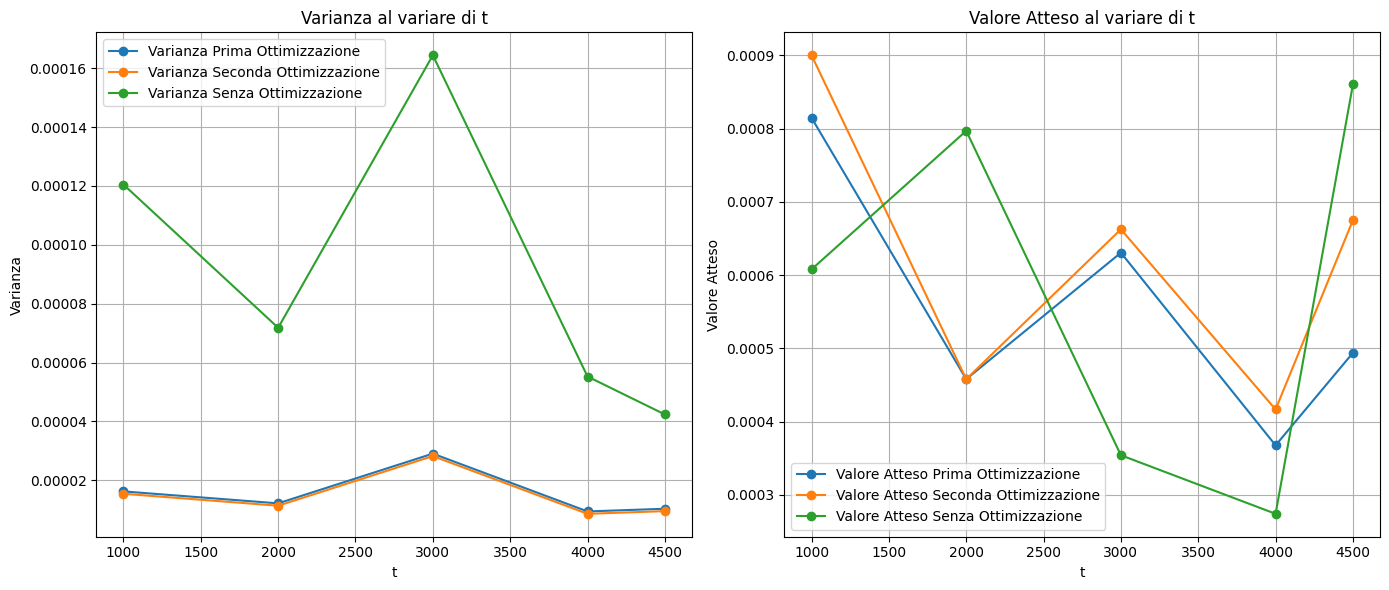 Varianza al variare di t
Varianza Prima Ottimizzazione
Varianza Seconda Ottimizzazione
Varianza Senza Ottimizzazione
0.00016
0.00014
0.00012
0.00010
0.00008
0.00006
0.00004
0.00002
Varianza
1000 1500 2000 2500 3000 3500 4000 4500
t
Valore Atteso al variare di t
0.0009
0.0008
0.0007
0.0006
0.0005
0.0004
0.0003
Valore Atteso
Valore Atteso Prima Ottimizzazione
Valore Atteso Seconda Ottimizzazione
Valore Atteso Senza Ottimizzazione
1000 1500 2000 2500 3000 3500 4000 4500
t